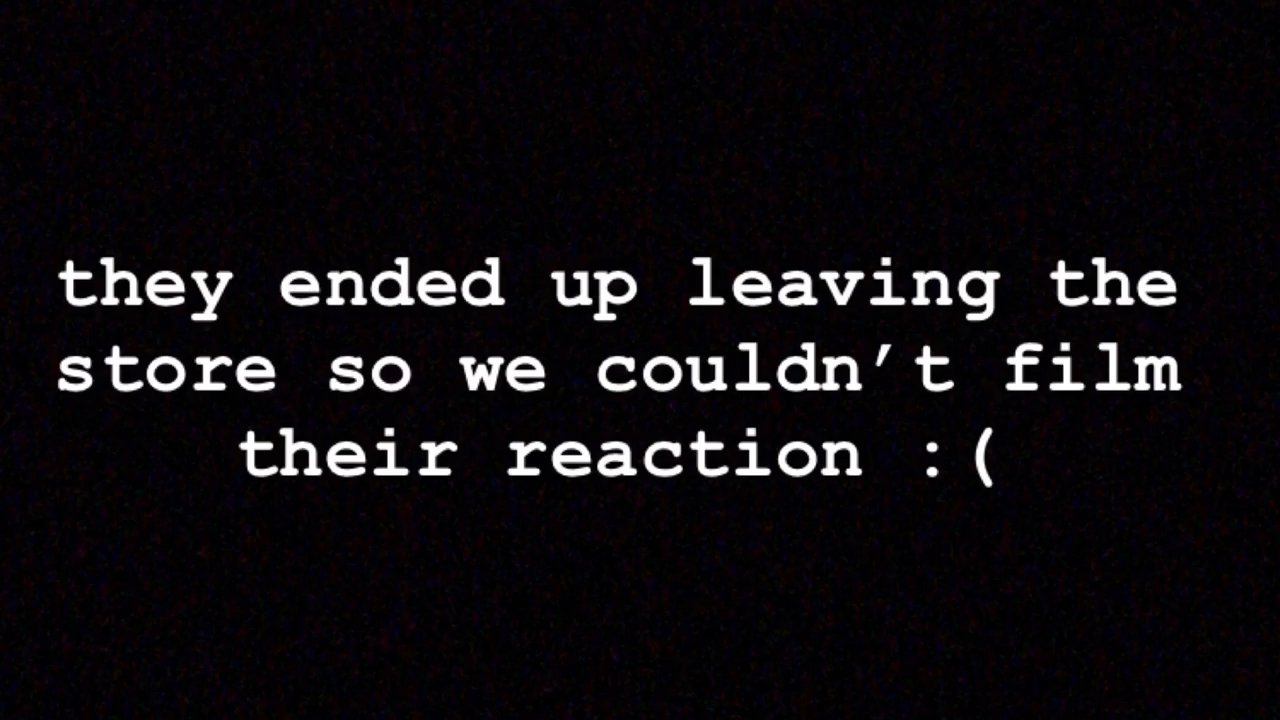 they ended up leaving the
store so we couldn’t film
their reaction :(